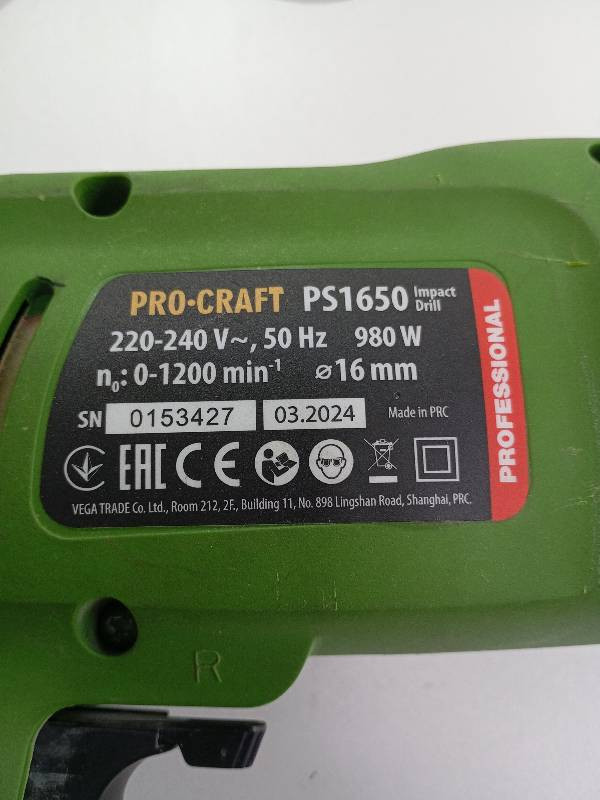 PRO·CRAFT PS1650 Impact Drill
220-240 V~, 50 Hz 980 W
n₀: 0-1200 min⁻¹ ⌀16 mm
SN 0153427 03.2024 Made in PRC
EAC CE
VEGA TRADE Co. Ltd., Room 212, 2F., Building 11, No. 898 Lingshan Road, Shanghai, PRC.
PROFESSIONAL
R